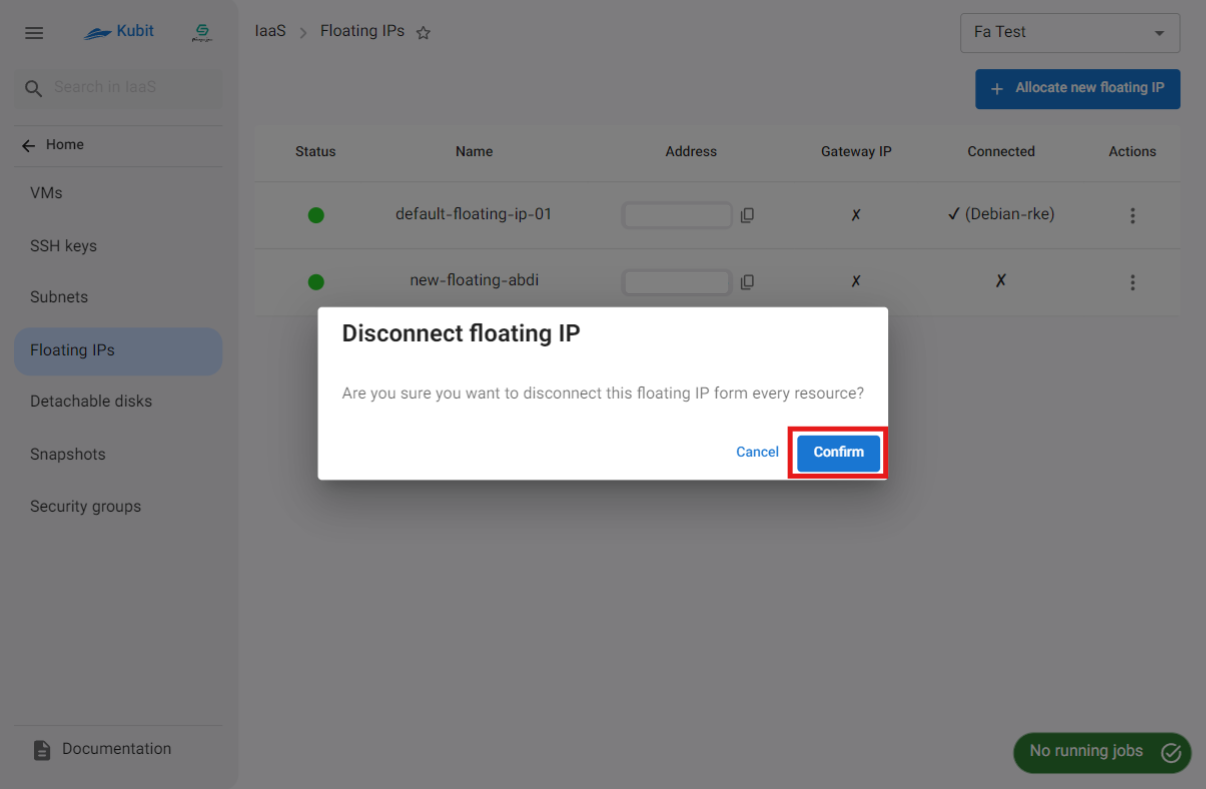 Kubit
IaaS > Floating IPs
Fa Test
Search in IaaS
+ Allocate new floating IP
Home
Status Name Address Gateway IP Connected Actions
VMs
default-floating-ip-01 ✗ ✓ (Debian-rke)
SSH keys
new-floating-abdi ✗ ✗
Subnets
Floating IPs
Detachable disks
Snapshots
Security groups
Disconnect floating IP
Are you sure you want to disconnect this floating IP form every resource?
Cancel Confirm
Documentation
No running jobs